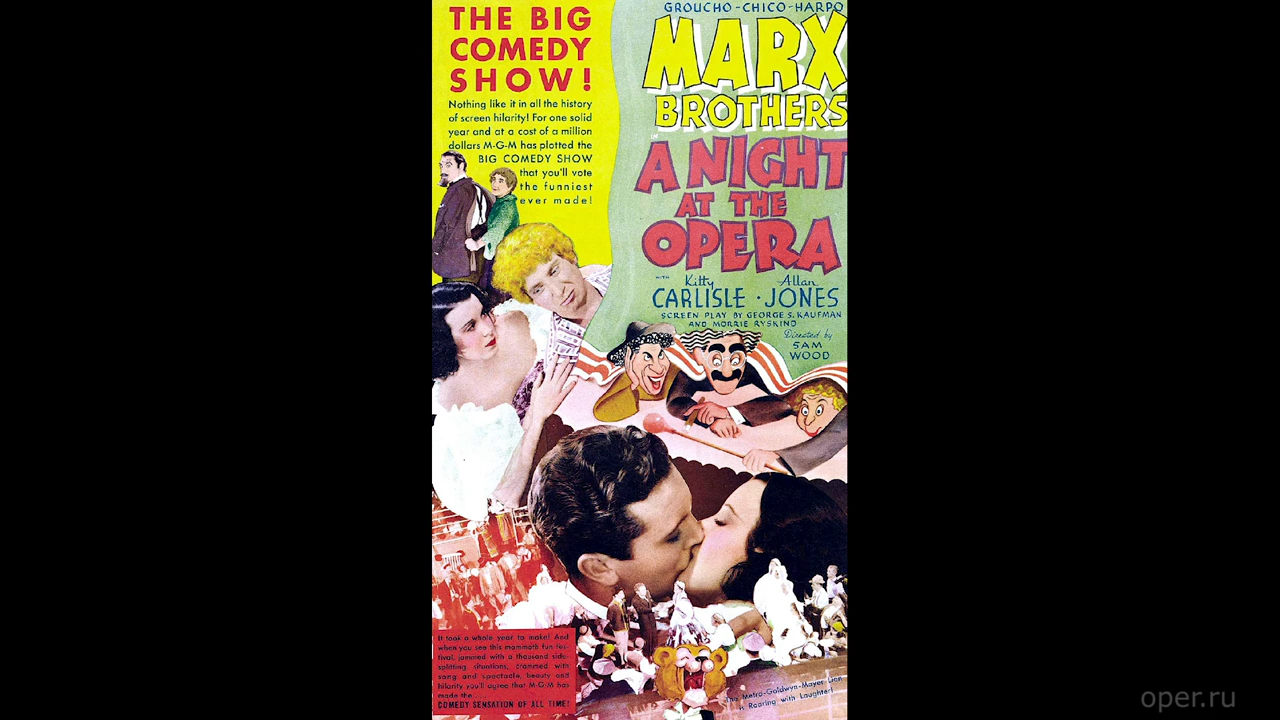 THE BIG
COMEDY
SHOW!
Nothing like it in all the history
of screen hilarity! For one solid
year and at a cost of a million
dollars M-G-M has plotted the
BIG COMEDY SHOW
that you'll vote
the funniest
ever made!
GROUCHO-CHICO-HARPO
MARX
BROTHERS
IN
A NIGHT
AT THE
OPERA
WITH
Kitty Allan
CARLISLE · JONES
SCREEN PLAY BY GEORGE S. KAUFMAN
AND MORRIE RYSKIND
Directed by
SAM
WOOD
It took a whole year to make! And
when you see this mammoth fun fes-
tival, jammed with a thousand side-
splitting situations, crammed with
song and spectacle, beauty and
hilarity you'll agree that M-G-M has
made the....
COMEDY SENSATION OF ALL TIME!
The Metro-Goldwyn-Mayer Lion
is Roaring with Laughter!
oper.ru